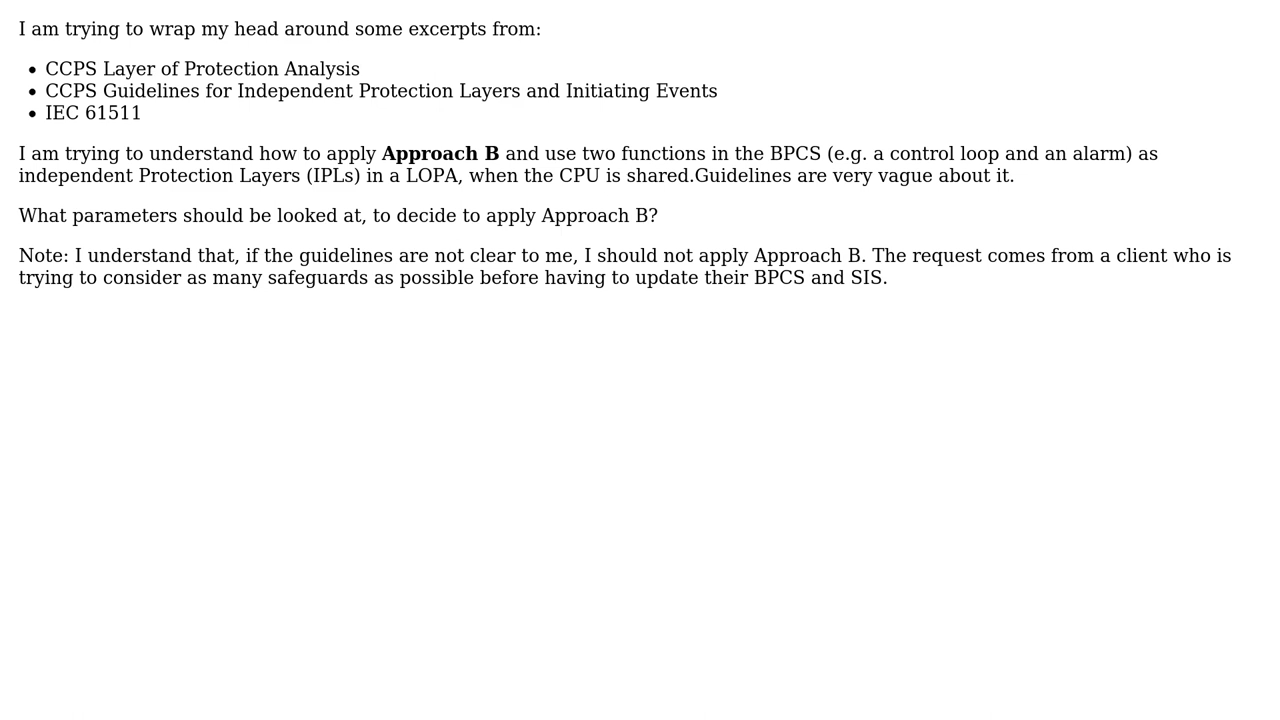 I am trying to wrap my head around some excerpts from:
• CCPS Layer of Protection Analysis
• CCPS Guidelines for Independent Protection Layers and Initiating Events
• IEC 61511
I am trying to understand how to apply Approach B and use two functions in the BPCS (e.g. a control loop and an alarm) as
independent Protection Layers (IPLs) in a LOPA, when the CPU is shared.Guidelines are very vague about it.
What parameters should be looked at, to decide to apply Approach B?
Note: I understand that, if the guidelines are not clear to me, I should not apply Approach B. The request comes from a client who is
trying to consider as many safeguards as possible before having to update their BPCS and SIS.